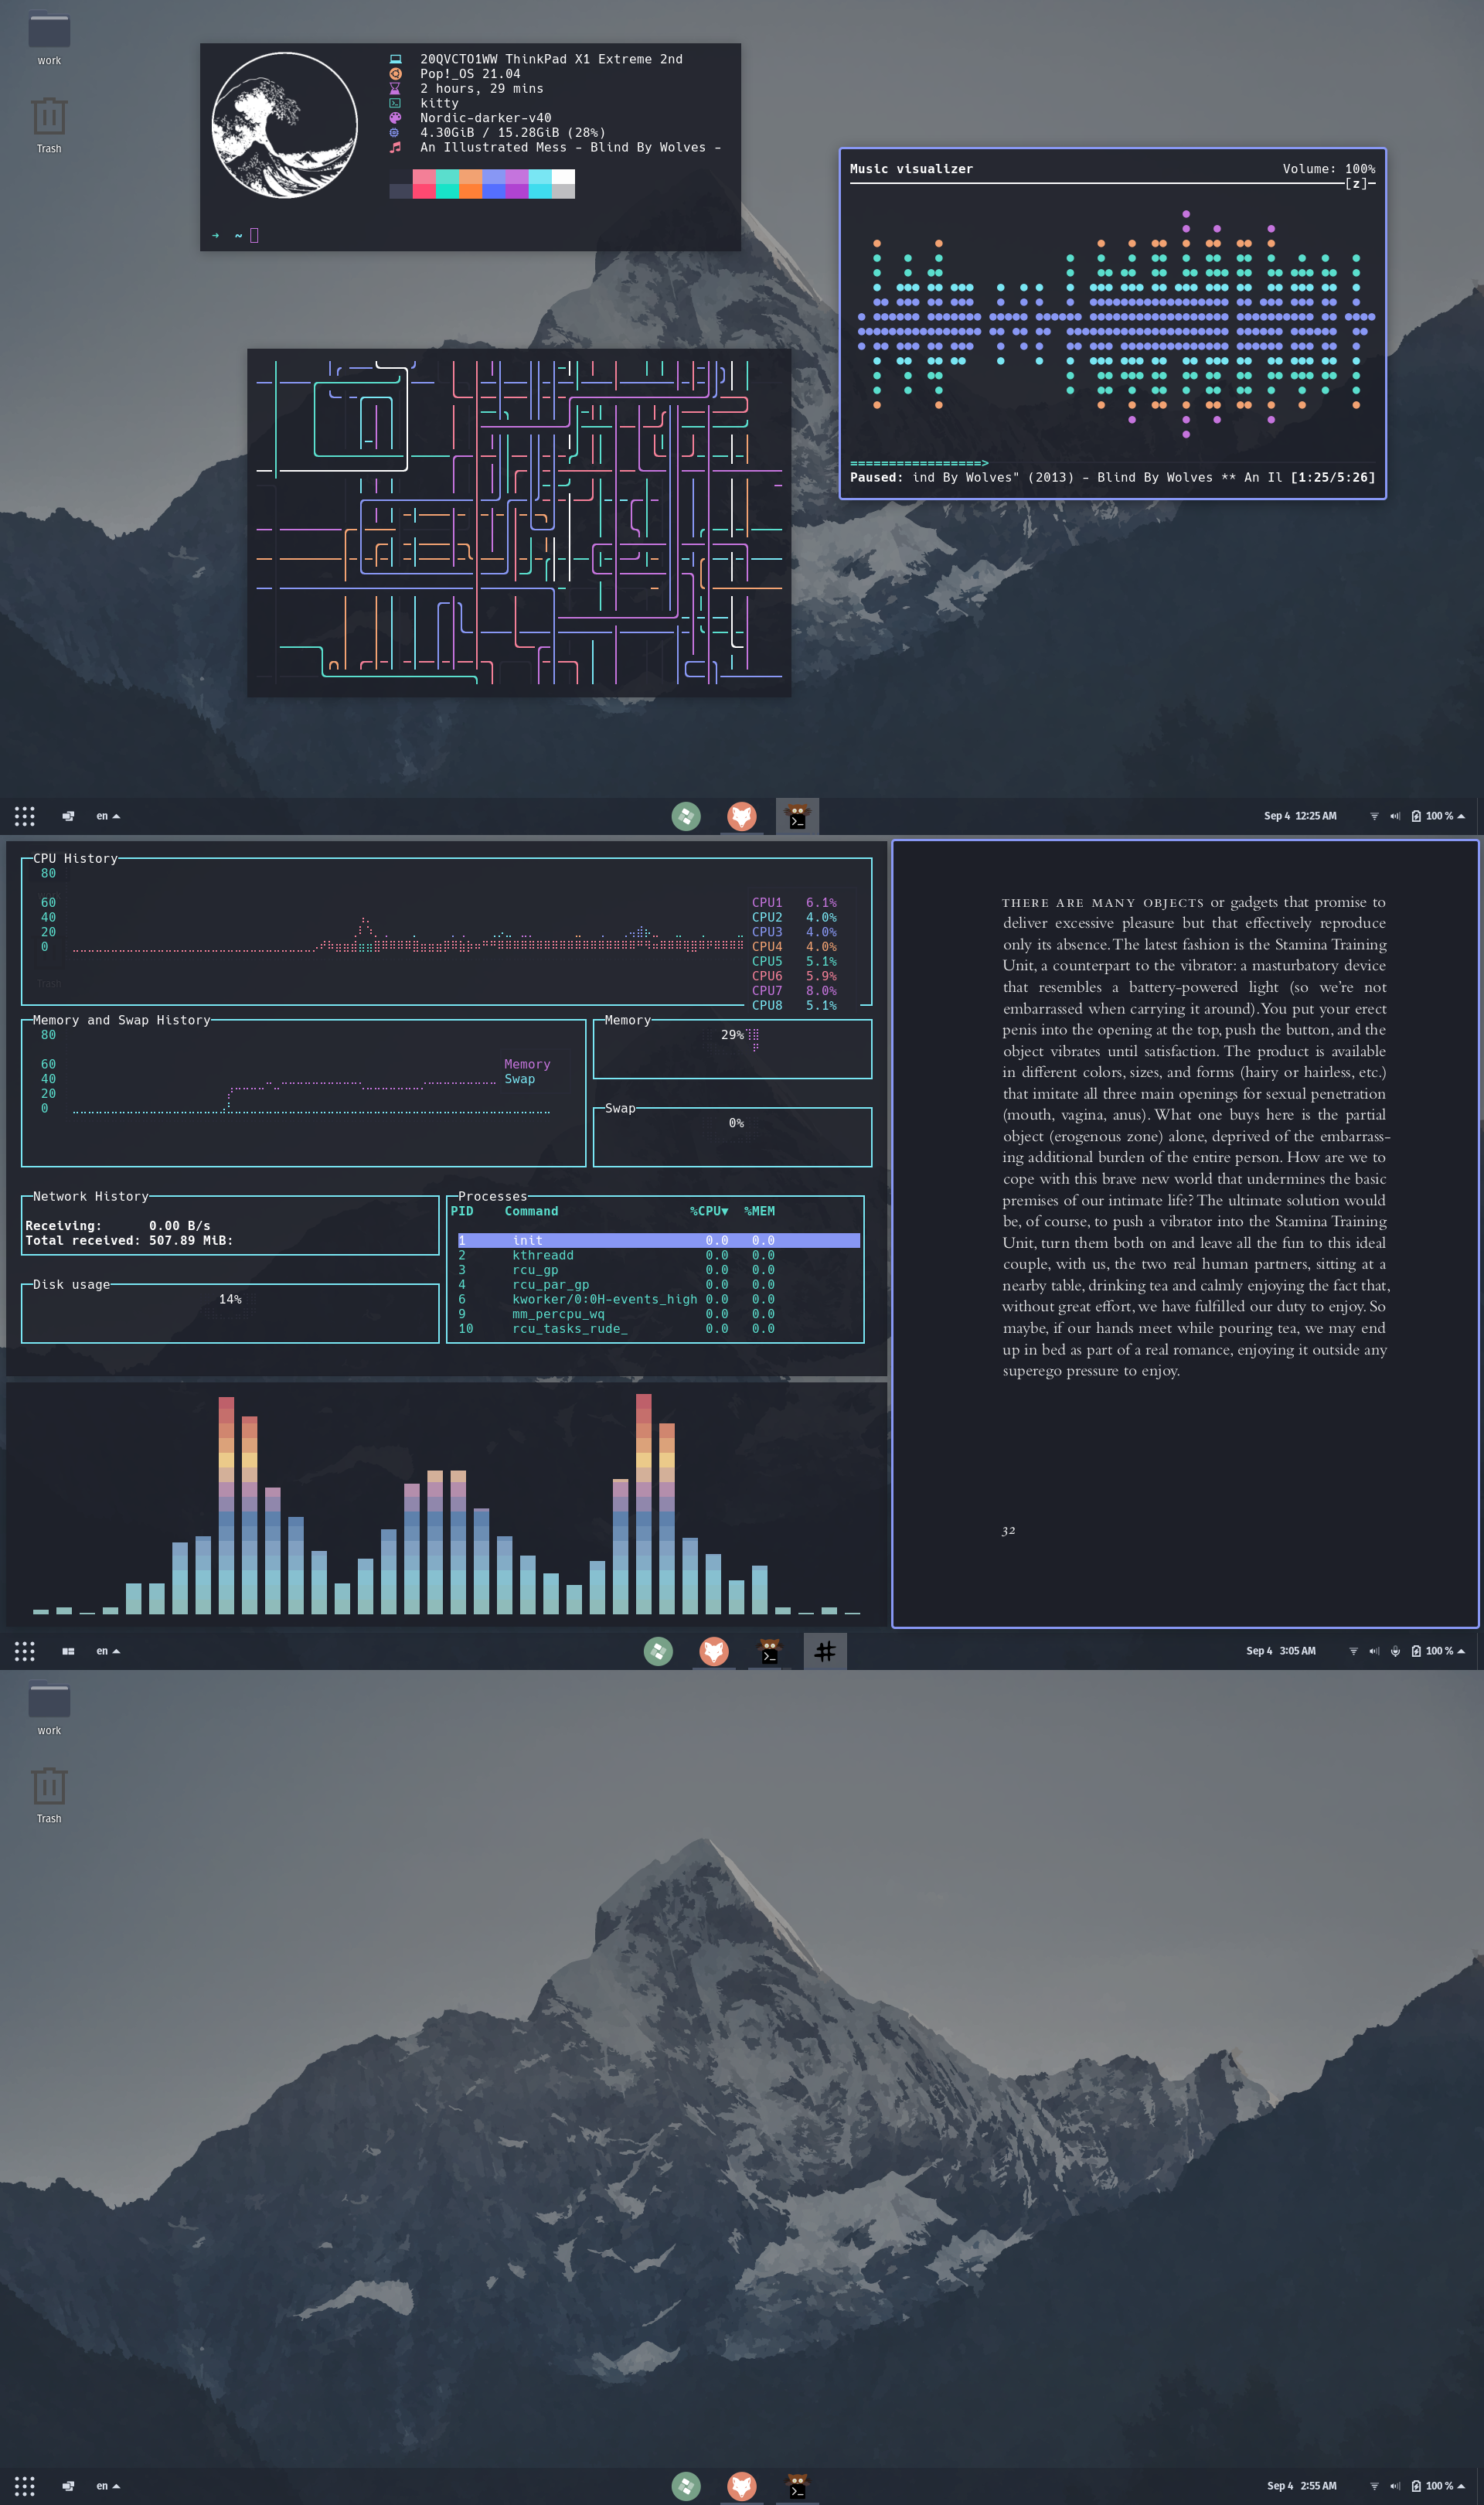 work
Trash
20QVCTO1WW ThinkPad X1 Extreme 2nd
Pop!_OS 21.04
2 hours, 29 mins
kitty
Nordic-darker-v40
4.30GiB / 15.28GiB (28%)
An Illustrated Mess - Blind By Wolves -
→ ~
Music visualizer Volume: 100%
[z]
=================>
Paused: ind By Wolves" (2013) - Blind By Wolves ** An Il [1:25/5:26]
en Sep 4 12:25 AM 100 %
CPU History
80
60
40
20
0
CPU1 6.1%
CPU2 4.0%
CPU3 4.0%
CPU4 4.0%
CPU5 5.1%
CPU6 5.9%
CPU7 8.0%
CPU8 5.1%
Memory and Swap History
80
60
40
20
0
Memory
Swap
Memory
29%
Swap
0%
Network History
Receiving: 0.00 B/s
Total received: 507.89 MiB:
Disk usage
14%
Processes
PID Command %CPU▼ %MEM
1 init 0.0 0.0
2 kthreadd 0.0 0.0
3 rcu_gp 0.0 0.0
4 rcu_par_gp 0.0 0.0
6 kworker/0:0H-events_high 0.0 0.0
9 mm_percpu_wq 0.0 0.0
10 rcu_tasks_rude_ 0.0 0.0
THERE ARE MANY OBJECTS or gadgets that promise to
deliver excessive pleasure but that effectively reproduce
only its absence. The latest fashion is the Stamina Training
Unit, a counterpart to the vibrator: a masturbatory device
that resembles a battery-powered light (so we're not
embarrassed when carrying it around). You put your erect
penis into the opening at the top, push the button, and the
object vibrates until satisfaction. The product is available
in different colors, sizes, and forms (hairy or hairless, etc.)
that imitate all three main openings for sexual penetration
(mouth, vagina, anus). What one buys here is the partial
object (erogenous zone) alone, deprived of the embarrass-
ing additional burden of the entire person. How are we to
cope with this brave new world that undermines the basic
premises of our intimate life? The ultimate solution would
be, of course, to push a vibrator into the Stamina Training
Unit, turn them both on and leave all the fun to this ideal
couple, with us, the two real human partners, sitting at a
nearby table, drinking tea and calmly enjoying the fact that,
without great effort, we have fulfilled our duty to enjoy. So
maybe, if our hands meet while pouring tea, we may end
up in bed as part of a real romance, enjoying it outside any
superego pressure to enjoy.
32
en Sep 4 3:05 AM 100 %
work
Trash
en Sep 4 2:55 AM 100 %